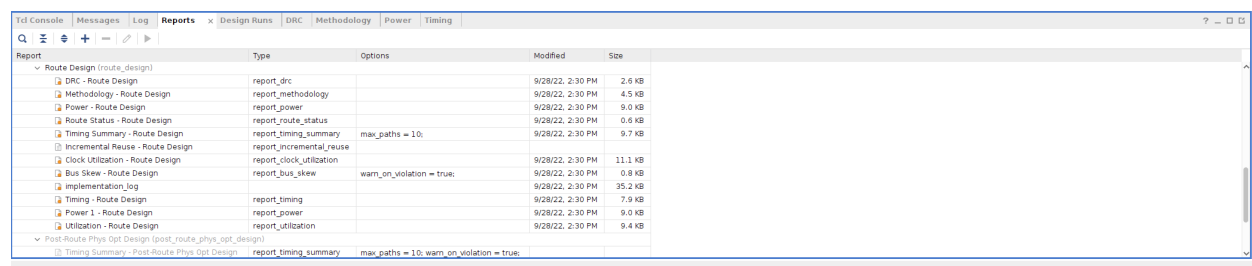 Tcl Console Messages Log Reports × Design Runs DRC Methodology Power Timing ? _
Report Type Options Modified Size
Route Design (route_design)
DRC - Route Design report_drc 9/28/22, 2:30 PM 2.6 KB
Methodology - Route Design report_methodology 9/28/22, 2:30 PM 4.5 KB
Power - Route Design report_power 9/28/22, 2:30 PM 9.0 KB
Route Status - Route Design report_route_status 9/28/22, 2:30 PM 0.6 KB
Timing Summary - Route Design report_timing_summary max_paths = 10; 9/28/22, 2:30 PM 9.7 KB
Incremental Reuse - Route Design report_incremental_reuse
Clock Utilization - Route Design report_clock_utilization 9/28/22, 2:30 PM 11.1 KB
Bus Skew - Route Design report_bus_skew warn_on_violation = true; 9/28/22, 2:30 PM 0.8 KB
implementation_log 9/28/22, 2:30 PM 35.2 KB
Timing - Route Design report_timing 9/28/22, 2:30 PM 7.9 KB
Power 1 - Route Design report_power 9/28/22, 2:30 PM 9.0 KB
Utilization - Route Design report_utilization 9/28/22, 2:30 PM 9.4 KB
Post-Route Phys Opt Design (post_route_phys_opt_design)
Timing Summary - Post-Route Phys Opt Design report_timing_summary max_paths = 10; warn_on_violation = true;